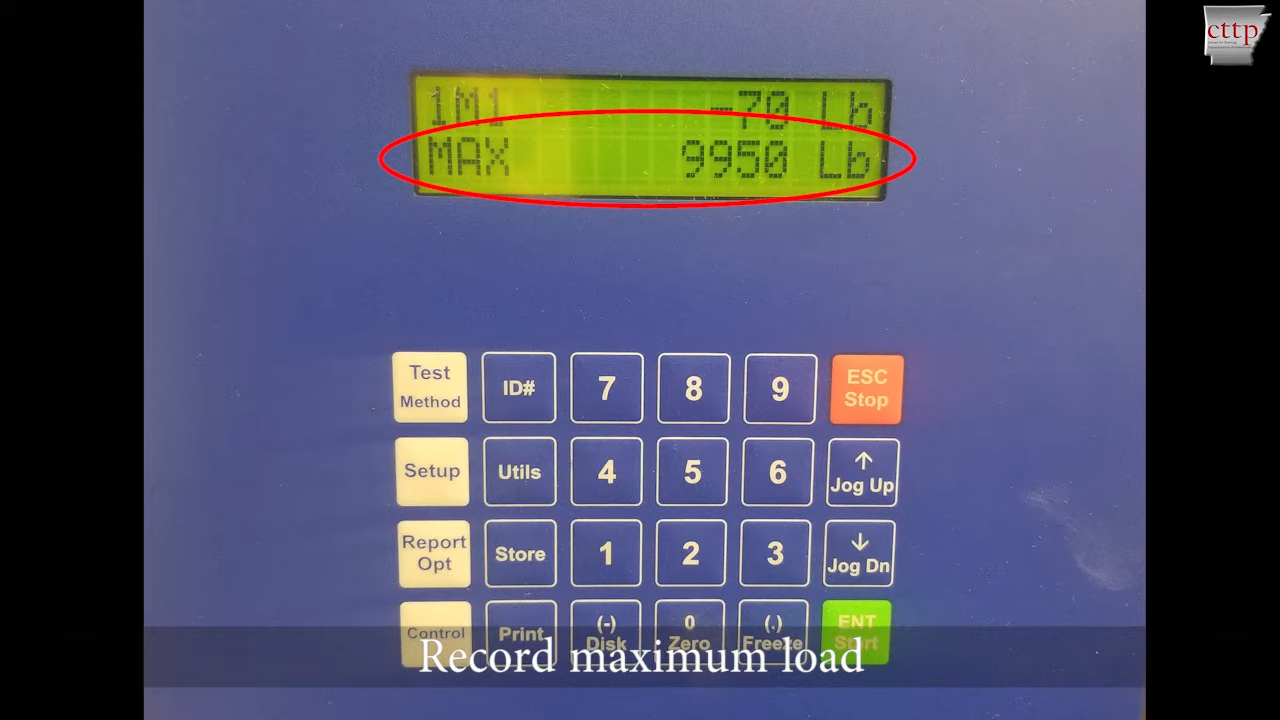 cttp
1M1 -70 Lb
MAX 9950 Lb
Test Method
ID#
7
8
9
ESC Stop
Setup
Utils
4
5
6
↑ Jog Up
Report Opt
Store
1
2
3
↓ Jog Dn
Control
Print
(-) Disk
0 Zero
(.) Freeze
ENT Start
Record maximum load